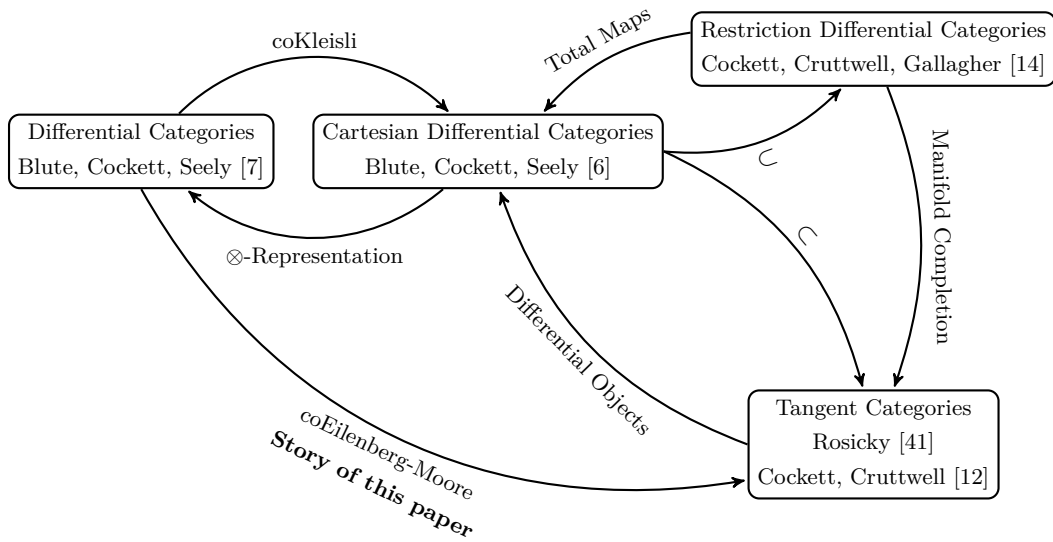 coKleisli
Total Maps
Restriction Differential Categories
Cockett, Cruttwell, Gallagher [14]
Differential Categories
Blute, Cockett, Seely [7]
Cartesian Differential Categories
Blute, Cockett, Seely [6]
⊂
⊂
Manifold Completion
⊗-Representation
Differential Objects
coEilenberg-Moore
Story of this paper
Tangent Categories
Rosicky [41]
Cockett, Cruttwell [12]